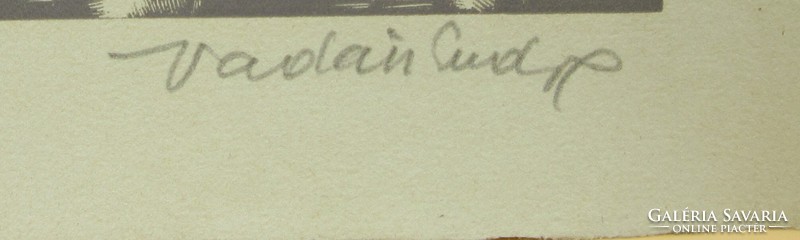 Vadász Endre
GALÉRIA SAVARIA
ONLINE PIACTÉR